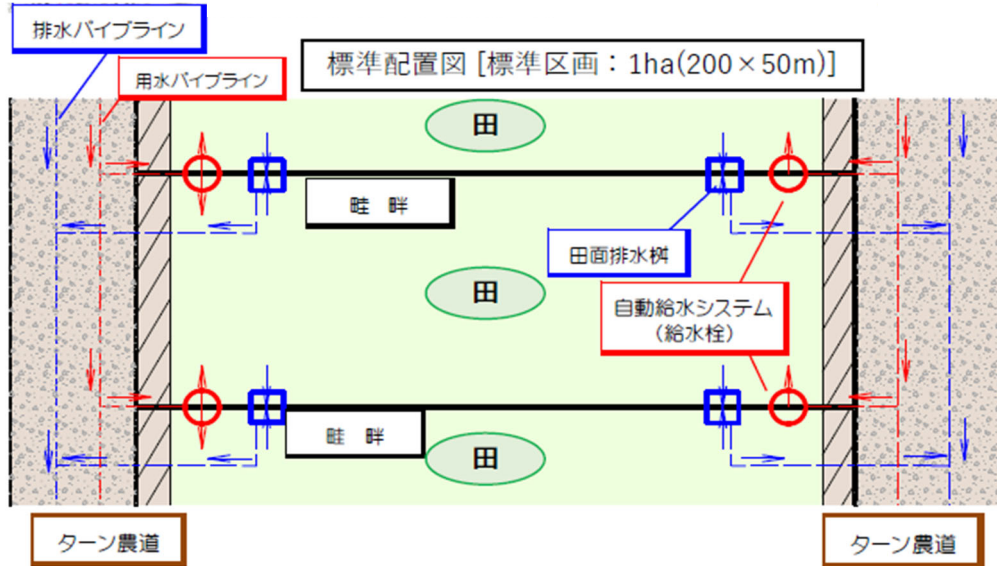 排水パイプライン
用水パイプライン
標準配置図 [標準区画：1ha(200×50m)]
田
畦 畔
田面排水桝
田
自動給水システム
(給水栓)
畦 畔
田
ターン農道
ターン農道